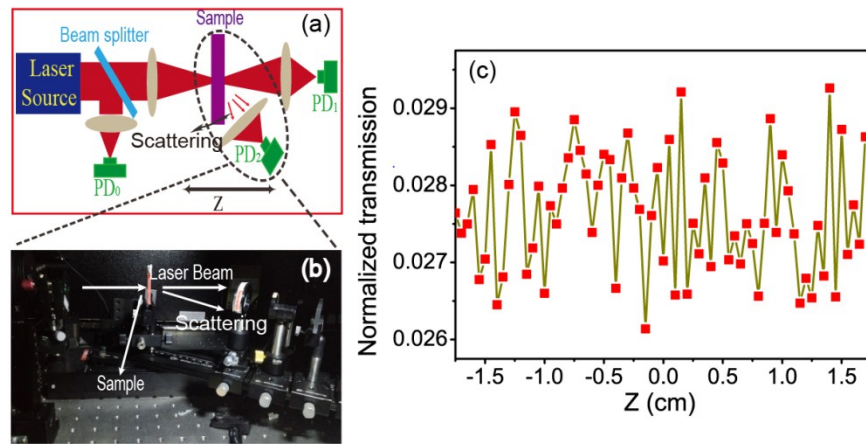 (a)
Sample
Beam splitter
Laser
Source
PD₁
Scattering
PD₂
PD₀
Z
(b)
Laser Beam
Scattering
Sample
(c)
Normalized transmission
0.029
0.028
0.027
0.026
-1.5 -1.0 -0.5 0.0 0.5 1.0 1.5
Z (cm)